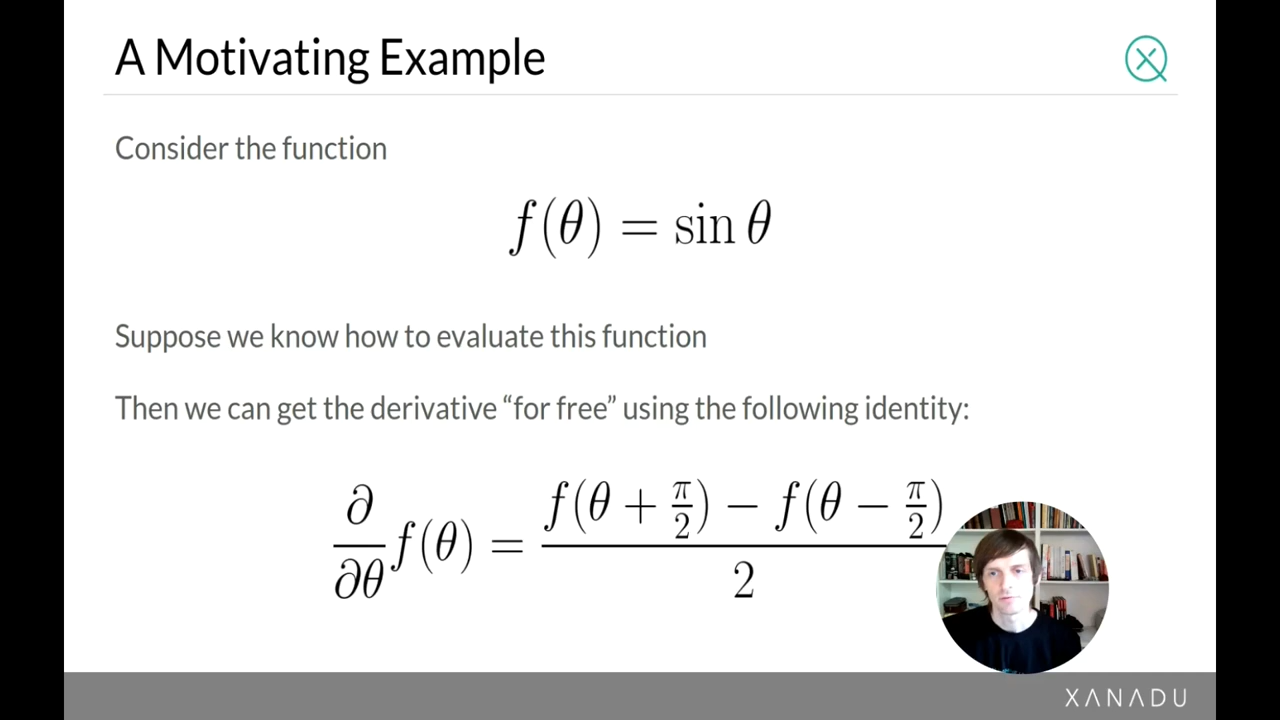 A Motivating Example
Consider the function
f(θ) = sin θ
Suppose we know how to evaluate this function
Then we can get the derivative “for free” using the following identity:
∂/∂θ f(θ) = (f(θ + π/2) − f(θ − π/2))/2
XANADU